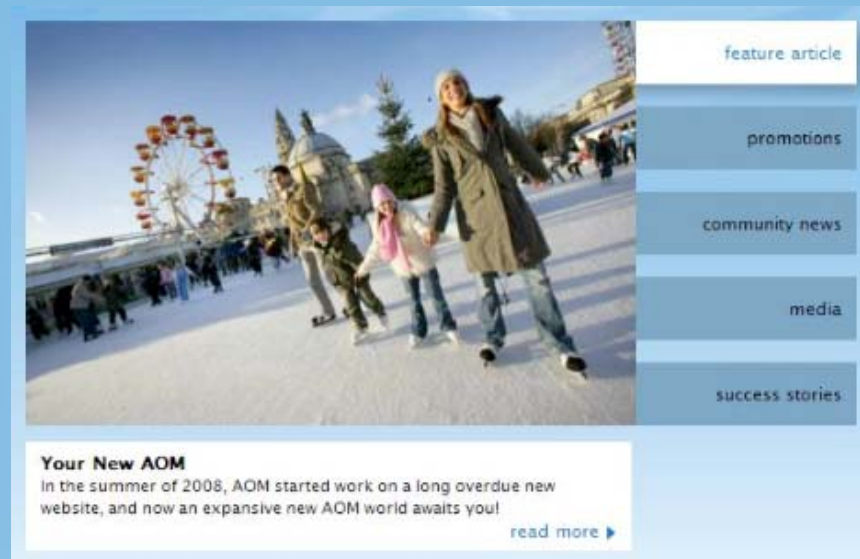 feature article
promotions
community news
media
success stories
Your New AOM
In the summer of 2008, AOM started work on a long overdue new
website, and now an expansive new AOM world awaits you!
read more